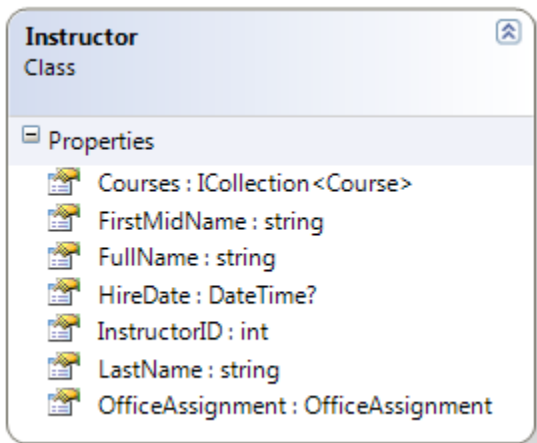 Instructor
Class
Properties
Courses : ICollection<Course>
FirstMidName : string
FullName : string
HireDate : DateTime?
InstructorID : int
LastName : string
OfficeAssignment : OfficeAssignment